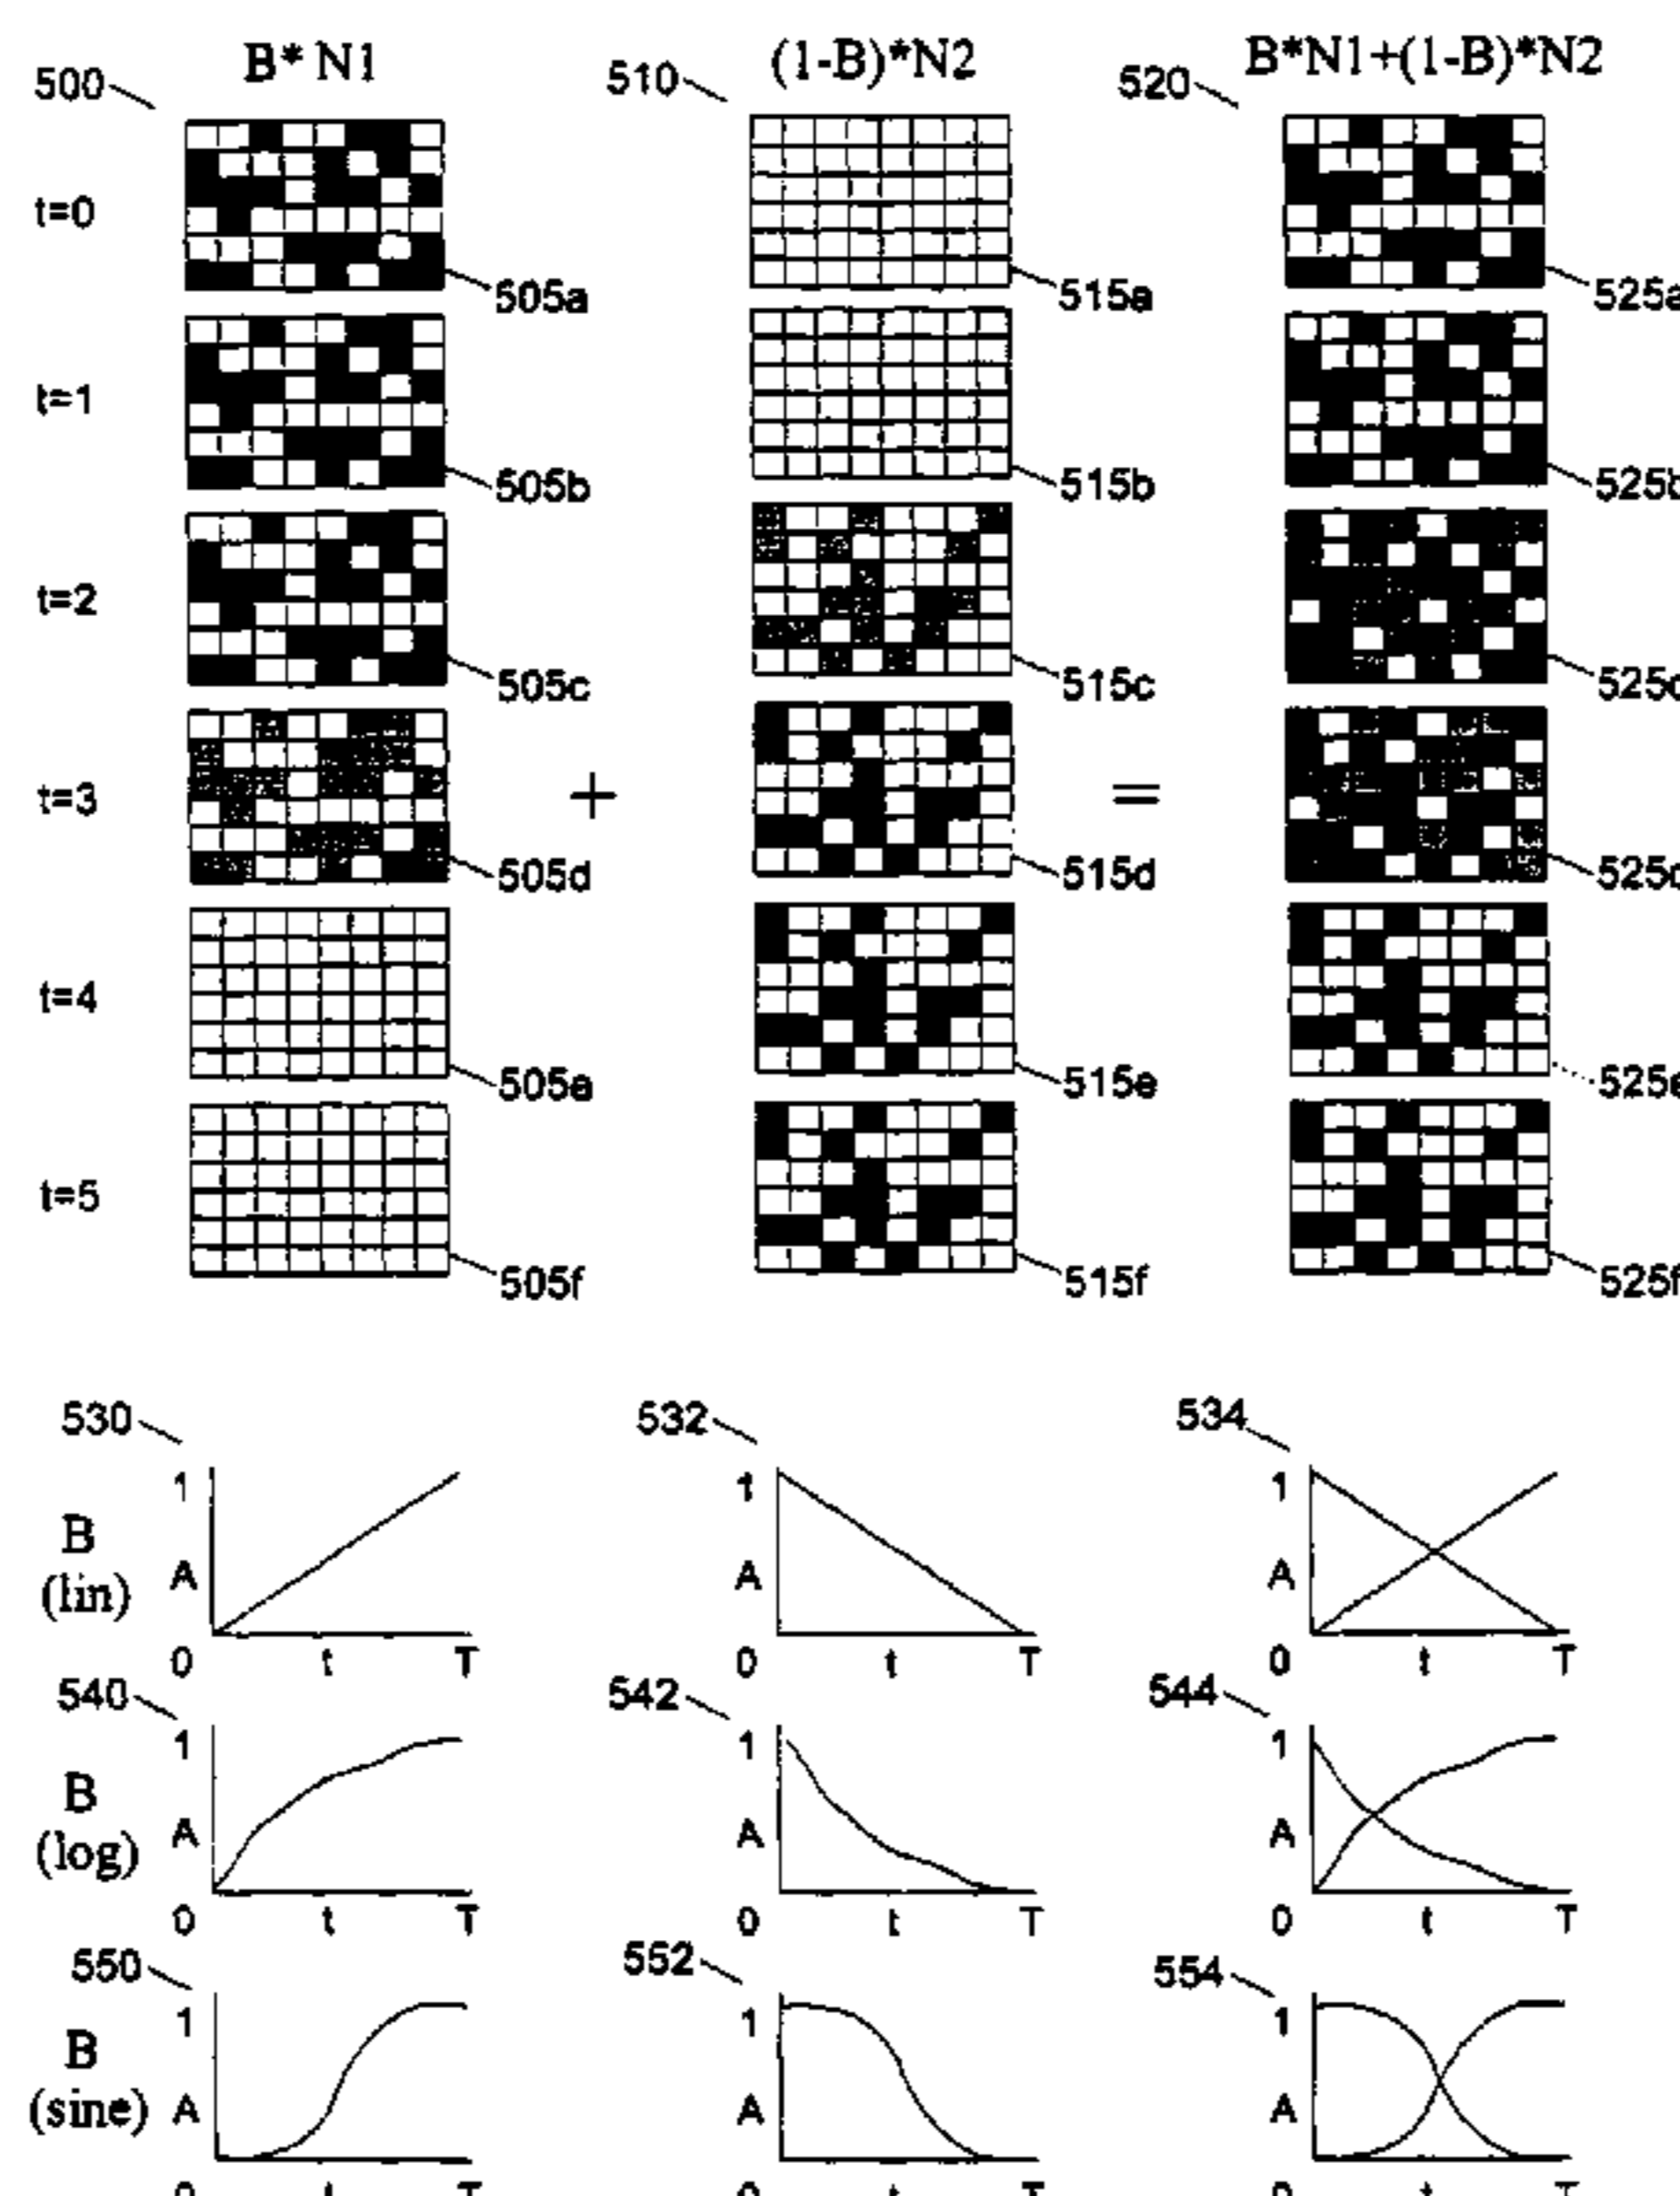 500 B* N1 510 (1-B)*N2 520 B*N1+(1-B)*N2
t=0 505a 515a 525a
t=1 505b 515b 525b
t=2 505c 515c 525c
t=3 + = 505d 515d 525d
t=4 505e 515e 525e
t=5 505f 515f 525f
530 532 534
1 1 1
B (lin) A A A
0 t T 0 t T 0 t T
540 542 544
1 1 1
B (log) A A A
0 t T 0 t T 0 t T
550 552 554
1 1 1
B (sine) A A A
0 t T 0 t T 0 t T